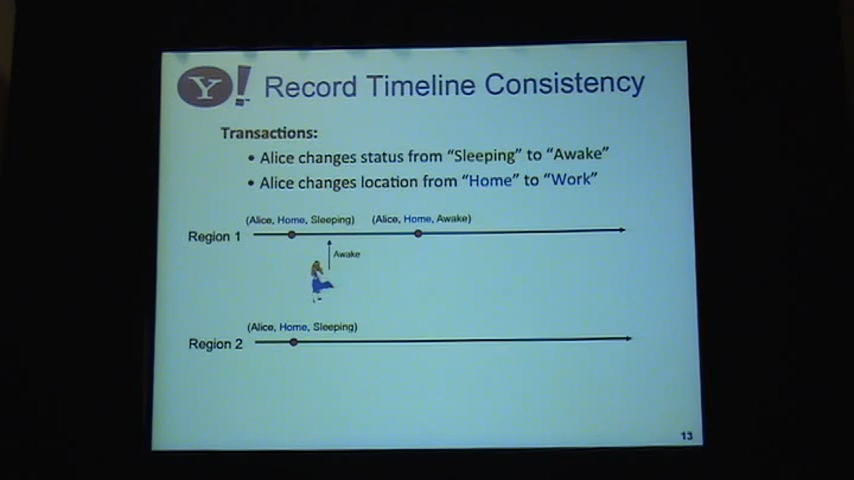 Y! Record Timeline Consistency
Transactions:
• Alice changes status from “Sleeping” to “Awake”
• Alice changes location from “Home” to “Work”
(Alice, Home, Sleeping) (Alice, Home, Awake)
Region 1
Awake
(Alice, Home, Sleeping)
Region 2
13